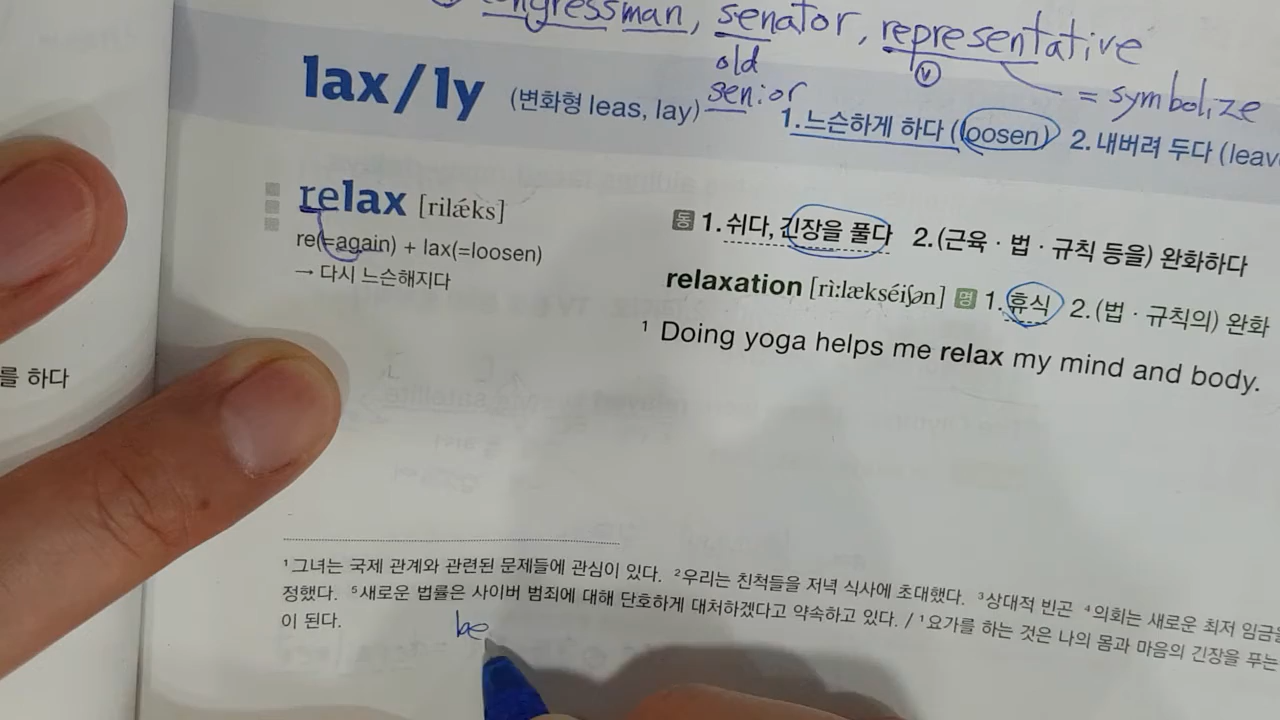 congressman, senator, representative
old
ⓥ
= symbolize
senior
lax/ly (변화형 leas, lay) 1. 느슨하게 하다 (loosen) 2. 내버려 두다
relax [rilǽks] 동 1. 쉬다, 긴장을 풀다 2. (근육 · 법 · 규칙 등을) 완화하다
re(=again) + lax(=loosen)
→ 다시 느슨해지다
relaxation [rìːlækséiʃən] 명 1. 휴식 2. (법 · 규칙의) 완화
1 Doing yoga helps me relax my mind and body.
를 하다
1 그녀는 국제 관계와 관련된 문제들에 관심이 있다. 2 우리는 친척들을 저녁 식사에 초대했다. 3 상대적 빈곤 4 의회는 새로운 최저 임금을
정했다. 5 새로운 법률은 사이버 범죄에 대해 단호하게 대처하겠다고 약속하고 있다. / 1 요가를 하는 것은 나의 몸과 마음의 긴장을 푸는
이 된다.
be